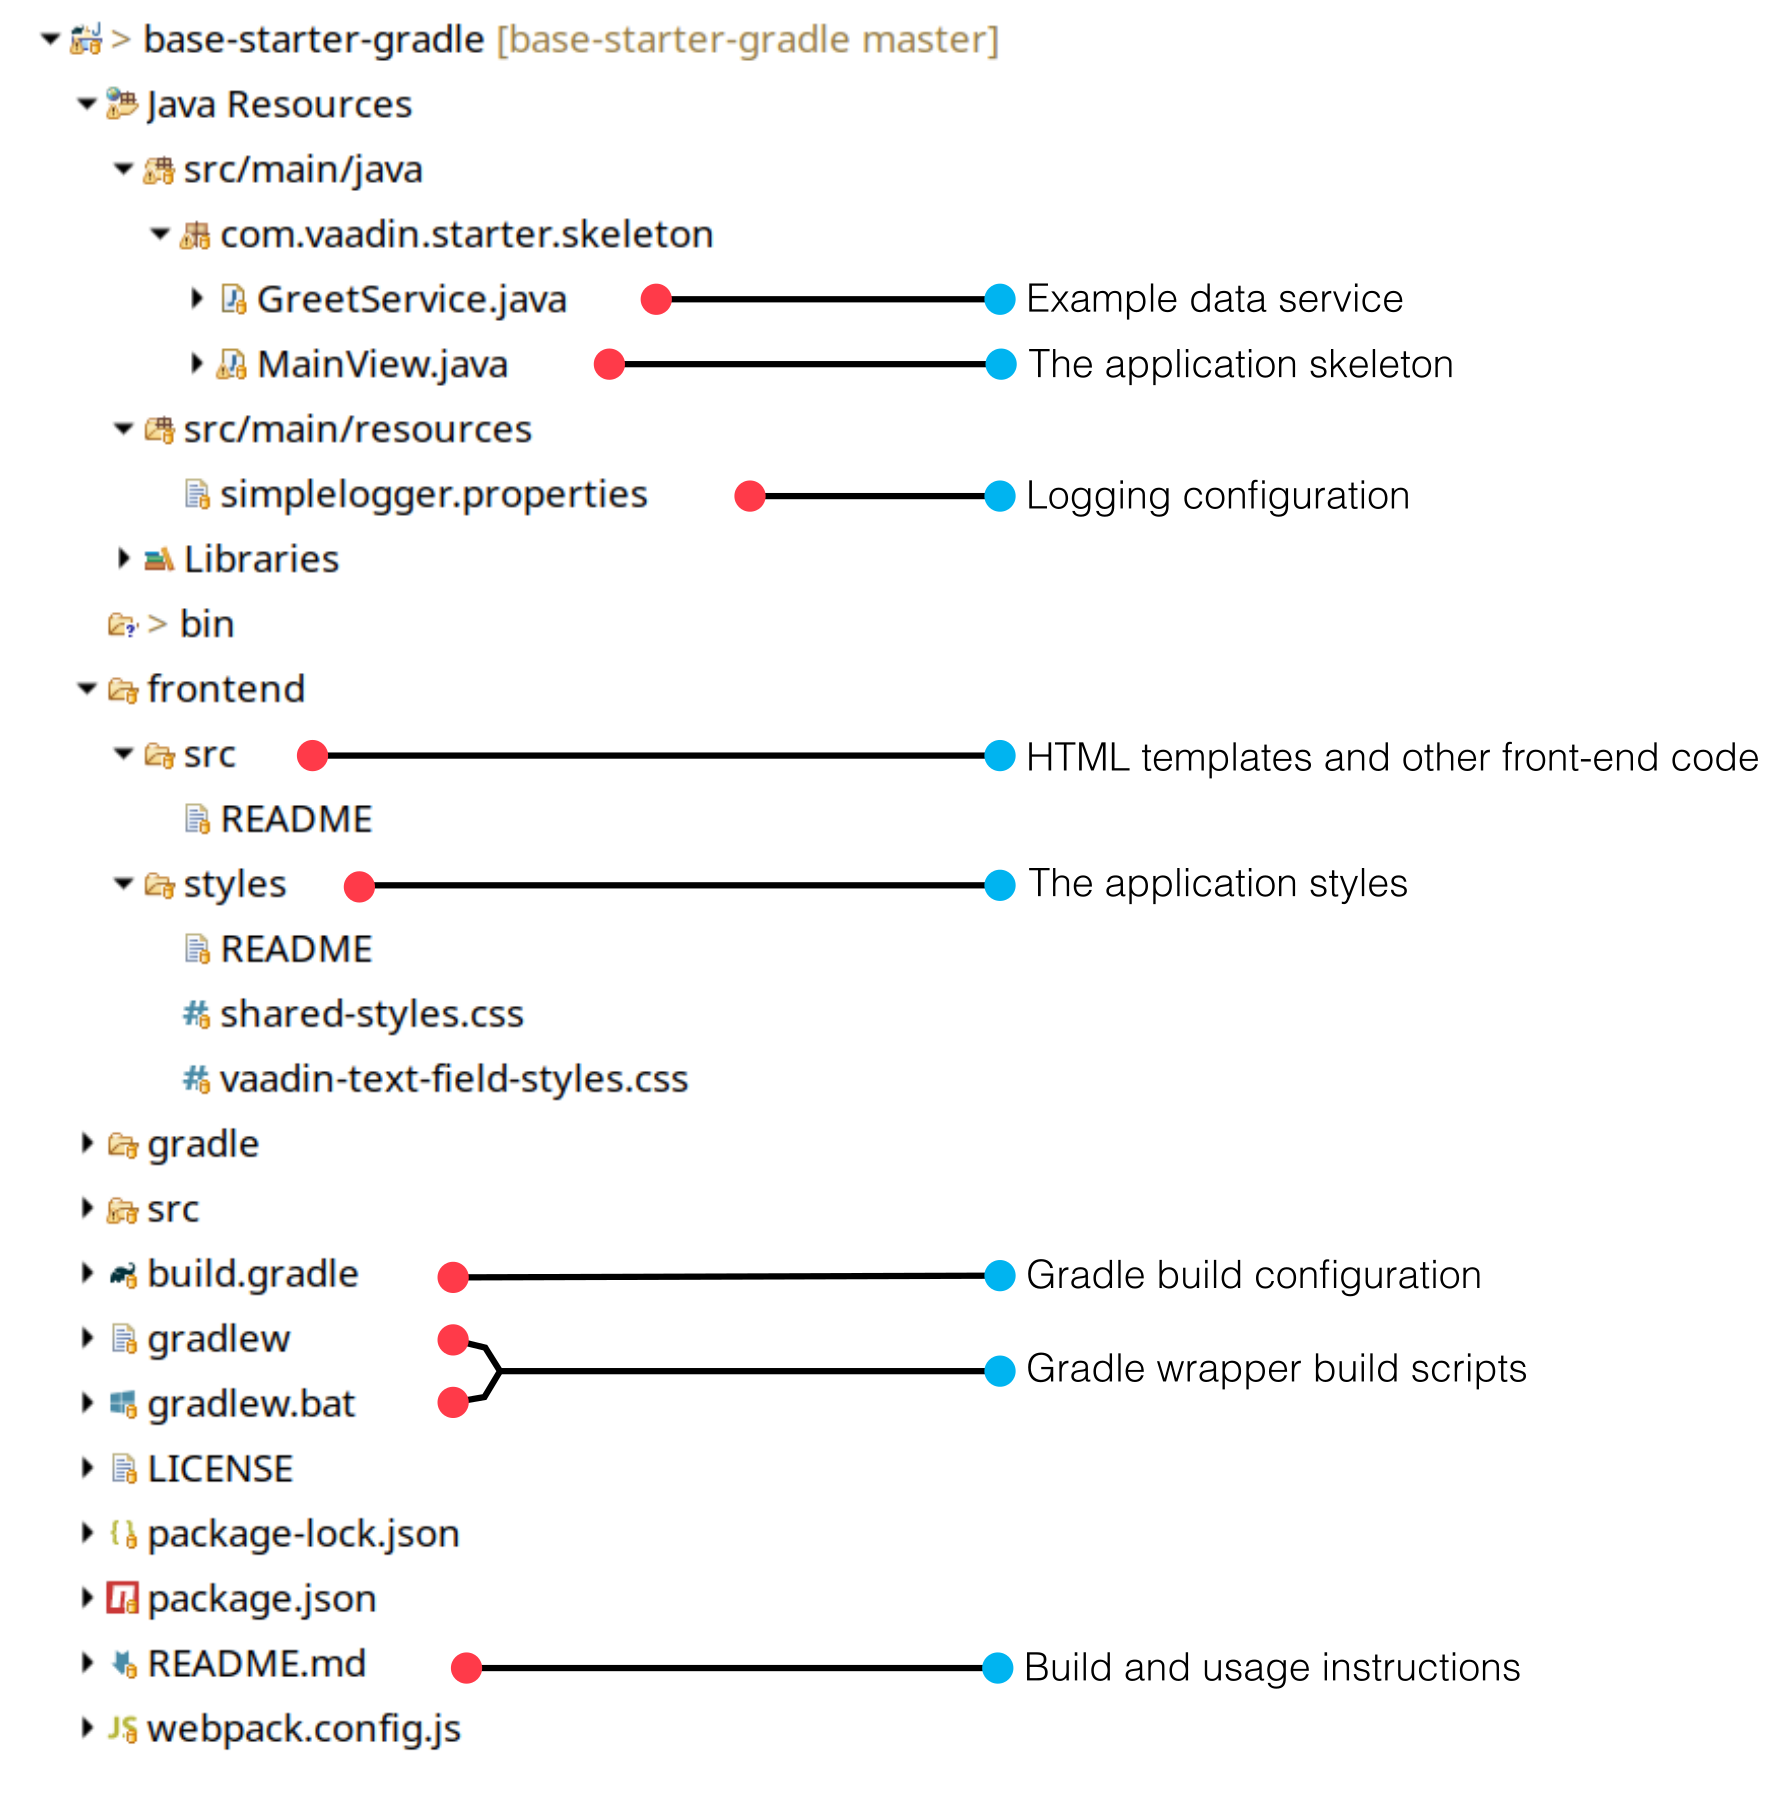 > base-starter-gradle [base-starter-gradle master]
Java Resources
src/main/java
com.vaadin.starter.skeleton
GreetService.java Example data service
MainView.java The application skeleton
src/main/resources
simplelogger.properties Logging configuration
Libraries
> bin
frontend
src HTML templates and other front-end code
README
styles The application styles
README
shared-styles.css
vaadin-text-field-styles.css
gradle
src
build.gradle Gradle build configuration
gradlew
Gradle wrapper build scripts
gradlew.bat
LICENSE
package-lock.json
package.json
README.md Build and usage instructions
webpack.config.js